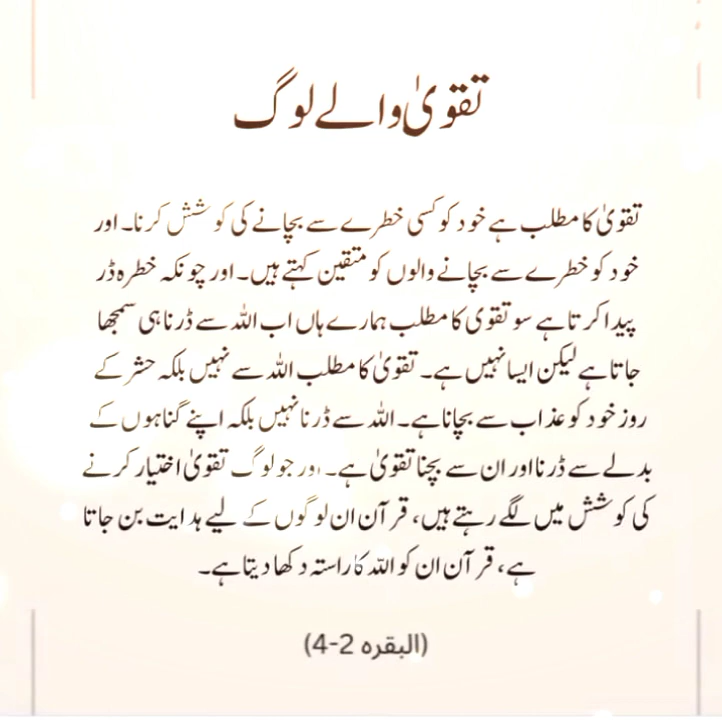 تقویٰ والے لوگ
تقویٰ کا مطلب ہے خود کو کسی خطرے سے بچانے کی کوشش کرنا۔ اور
خود کو خطرے سے بچانے والوں کو متقین کہتے ہیں۔ اور چونکہ خطرہ ڈر
پیدا کرتا ہے سو تقوی کا مطلب ہمارے ہاں اب اللہ سے ڈرنا ہی سمجھا
جاتا ہے لیکن ایسا نہیں ہے۔ تقویٰ کا مطلب اللہ سے نہیں بلکہ حشر کے
روز خود کو عذاب سے بچانا ہے۔ اللہ سے ڈرنا نہیں بلکہ اپنے گناہوں کے
بدلے سے ڈرنا اور ان سے بچنا تقویٰ ہے۔ اور جو لوگ تقویٰ اختیار کرنے
کی کوشش میں لگے رہتے ہیں، قرآن ان لوگوں کے لیے ہدایت بن جاتا
ہے، قرآن ان کو اللہ کا راستہ دکھا دیتا ہے۔
(البقرہ 2-4)